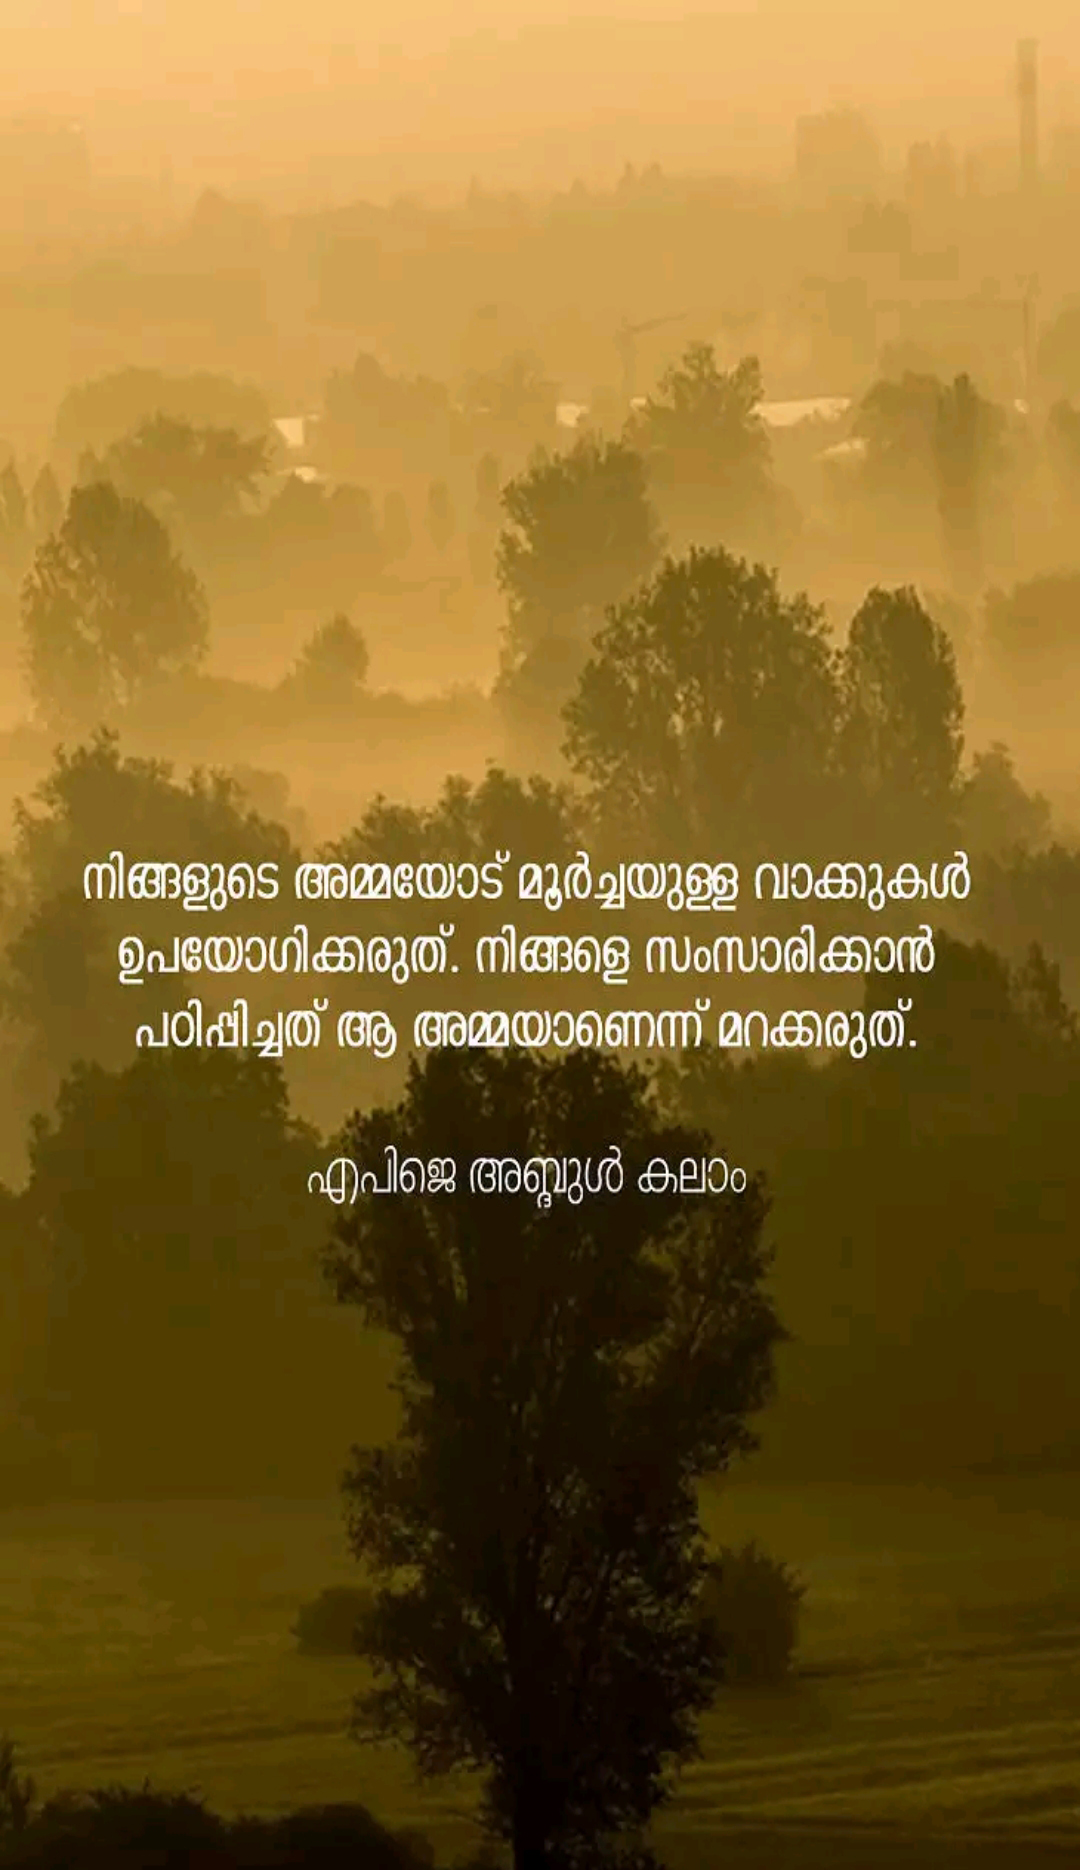 നിങ്ങളുടെ അമ്മയോട് മൂർച്ചയുള്ള വാക്കുകൾ
ഉപയോഗിക്കരുത്. നിങ്ങളെ സംസാരിക്കാൻ
പഠിപ്പിച്ചത് ആ അമ്മയാണെന്ന് മറക്കരുത്.
എപിജെ അബ്ദുൾ കലാം